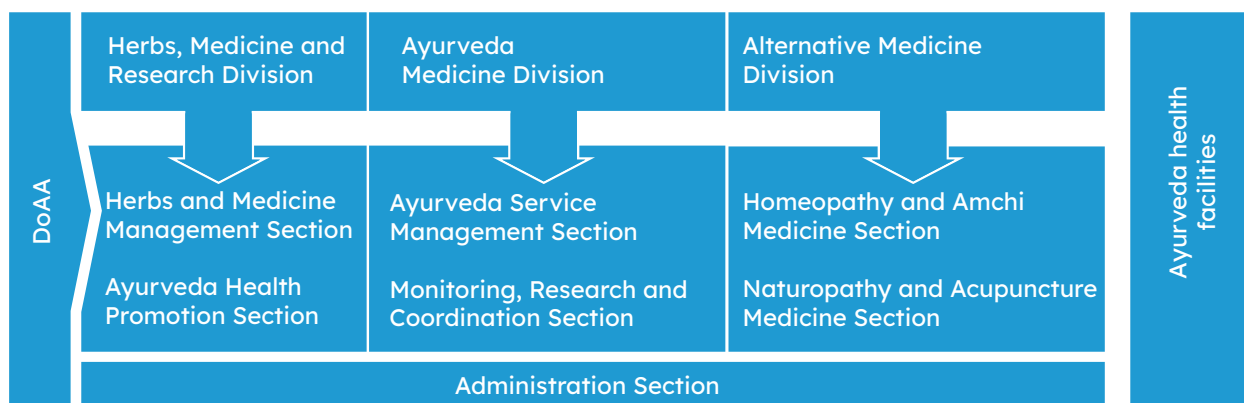 DoAA
Herbs, Medicine and
Research Division
Ayurveda
Medicine Division
Alternative Medicine
Division
Herbs and Medicine
Management Section
Ayurveda Health
Promotion Section
Ayurveda Service
Management Section
Monitoring, Research and
Coordination Section
Homeopathy and Amchi
Medicine Section
Naturopathy and Acupuncture
Medicine Section
Administration Section
Ayurveda health
facilities